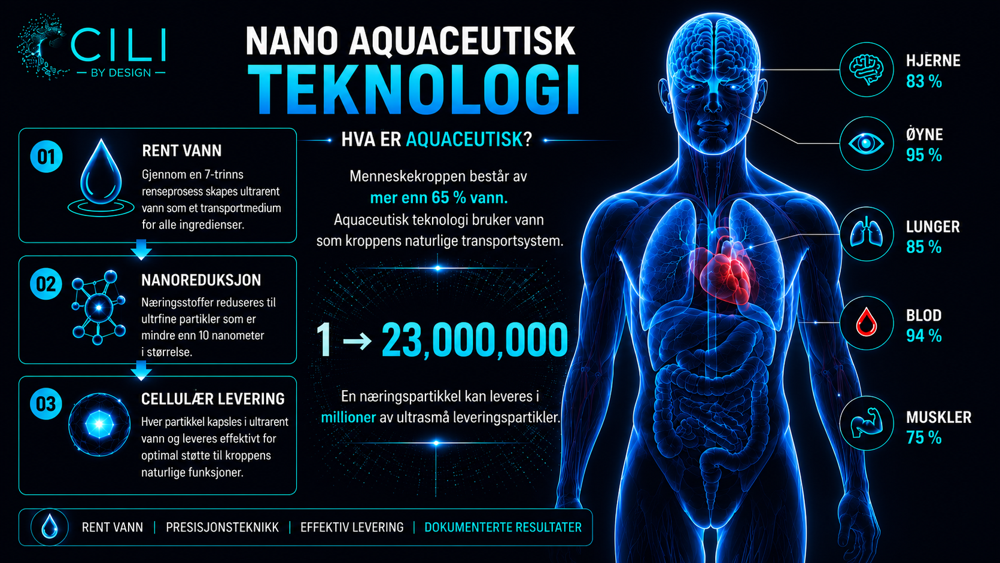 CILI
BY DESIGN
NANO AQUACEUTISK
TEKNOLOGI
01
RENT VANN
Gjennom en 7-trinns
renseprosess skapes ultrarent
vann som et transportmedium
for alle ingredienser.
02
NANOREDUKSJON
Næringsstoffer reduseres til
ultrfine partikler som er
mindre enn 10 nanometer
i størrelse.
03
CELLULÆR LEVERING
Hver partikkel kapsles i ultrarent
vann og leveres effektivt for
optimal støtte til kroppens
naturlige funksjoner.
HVA ER AQUACEUTISK?
Menneskekroppen består av
mer enn 65 % vann.
Aquaceutisk teknologi bruker vann
som kroppens naturlige transportsystem.
1 → 23,000,000
En næringspartikkel kan leveres i
millioner av ultrasmå leveringspartikler.
HJERNE
83 %
ØYNE
95 %
LUNGER
85 %
BLOD
94 %
MUSKLER
75 %
RENT VANN | PRESISJONSTEKNIKK | EFFEKTIV LEVERING | DOKUMENTERTE RESULTATER